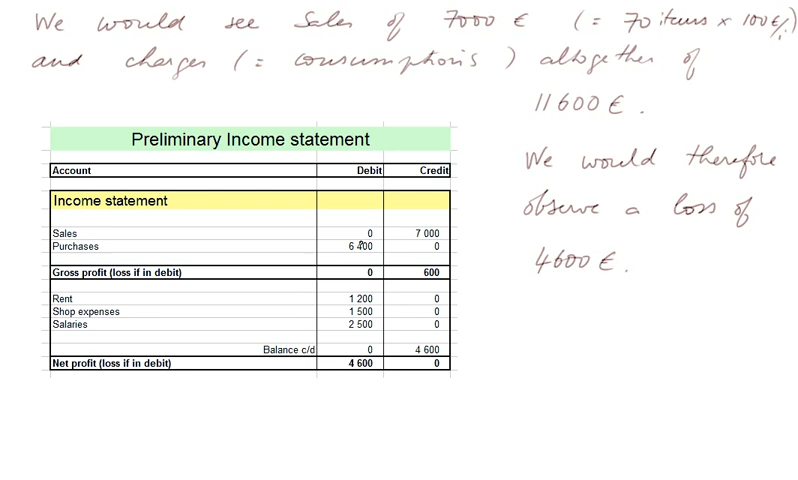 We would see Sales of 7000 € (= 70 items x 100 €/.)
and charges (= consumptions) altogether of
11 600 € .
Preliminary Income statement
Account Debit Credit
We would therefore
Income statement
observe a loss of
Sales 0 7 000
Purchases 6 400 0
4600 € .
Gross profit (loss if in debit) 0 600
Rent 1 200 0
Shop expenses 1 500 0
Salaries 2 500 0
Balance c/d 0 4 600
Net profit (loss if in debit) 4 600 0